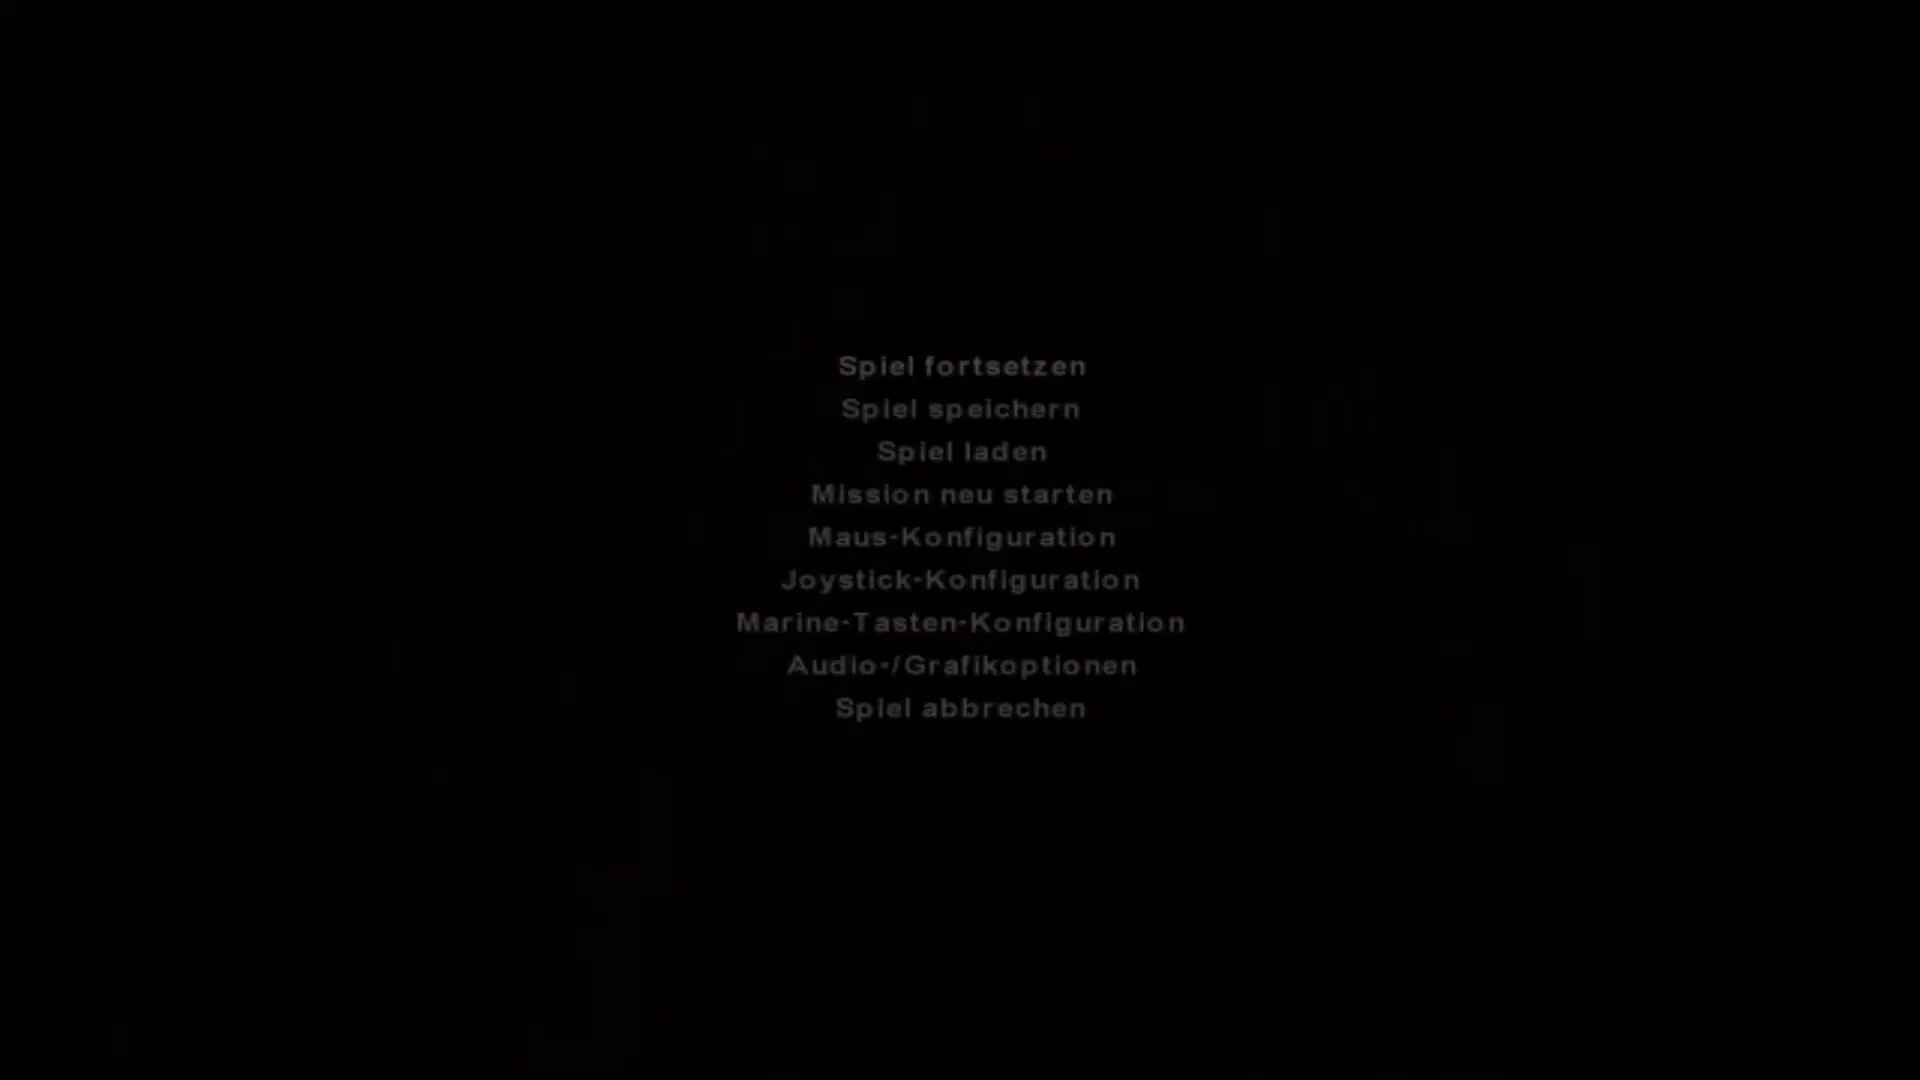 Spiel fortsetzen
Spiel speichern
Spiel laden
Mission neu starten
Maus-Konfiguration
Joystick-Konfiguration
Marine-Tasten-Konfiguration
Audio-/Grafikoptionen
Spiel abbrechen